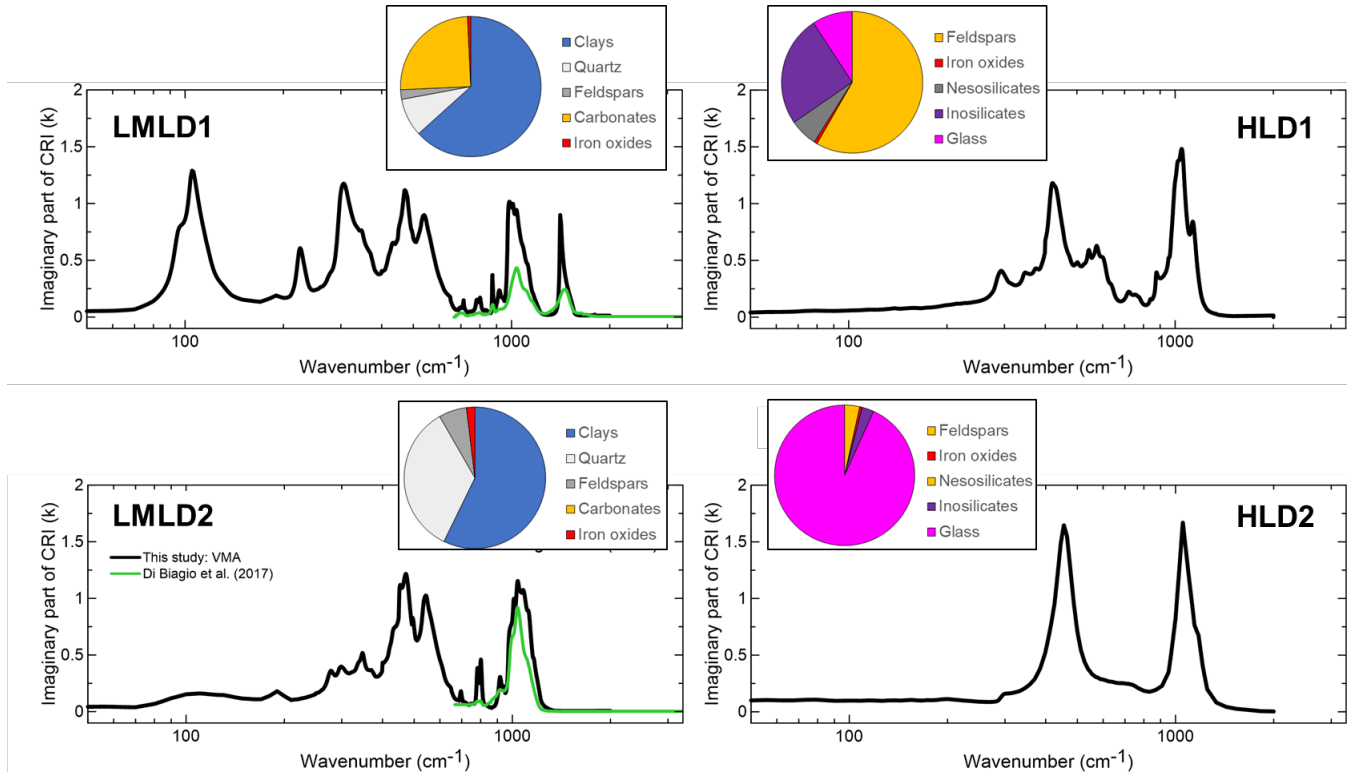 Clays
Quartz
Feldspars
Carbonates
Iron oxides
Feldspars
Iron oxides
Nesosilicates
Inosilicates
Glass
LMLD1
HLD1
Imaginary part of CRI (k)
2
1.5
1
0.5
0
100
1000
Wavenumber (cm-1)
Imaginary part of CRI (k)
2
1.5
1
0.5
0
100
1000
Wavenumber (cm-1)
Clays
Quartz
Feldspars
Carbonates
Iron oxides
Feldspars
Iron oxides
Nesosilicates
Inosilicates
Glass
LMLD2
This study: VMA
Di Biagio et al. (2017)
HLD2
Imaginary part of CRI (k)
2
1.5
1
0.5
0
100
1000
Wavenumber (cm-1)
Imaginary part of CRI (k)
2
1.5
1
0.5
0
100
1000
Wavenumber (cm-1)